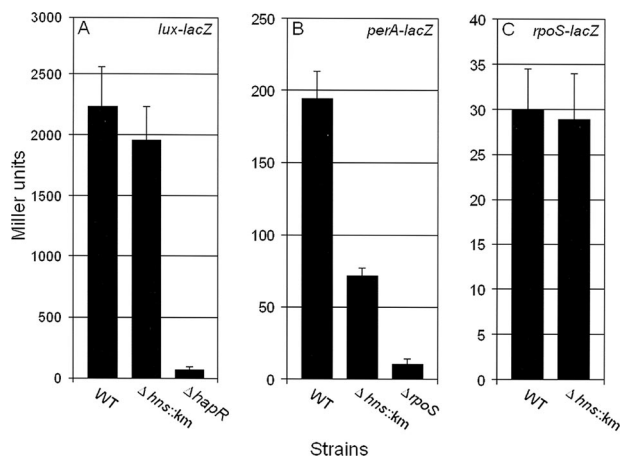 A
lux-lacZ
B
perA-lacZ
C
rpoS-lacZ
Miller units
3000
2500
2000
1500
1000
500
0
250
200
150
100
50
0
40
35
30
25
20
15
10
5
0
WT
Δhns::km
ΔhapR
WT
Δhns::km
ΔrpoS
WT
Δhns::km
Strains